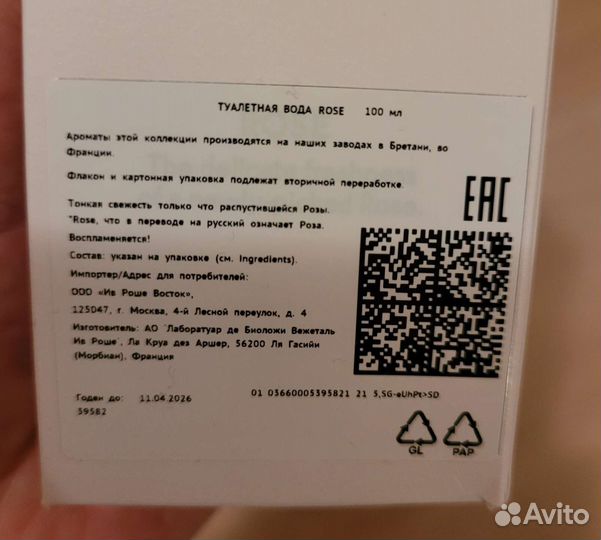 ТУАЛЕТНАЯ ВОДА ROSE 100 мл
Ароматы этой коллекции производятся на наших заводах в Бретани, во
Франции.
Флакон и картонная упаковка подлежат вторичной переработке.
Тонкая свежесть только что распустившейся Розы.
*Rose, что в переводе на русский означает Роза.
Воспламеняется!
Состав: указан на упаковке (см. Ingredients).
Импортер/Адрес для потребителей:
ООО «Ив Роше Восток»,
125047, г. Москва, 4-й Лесной переулок, д. 4
Изготовитель: АО `Лаборатуар де Биоложи Вежеталь
Ив Роше`, Ла Круа дез Аршер, 56200 Ля Гасийи
(Морбиан), Франция
Годен до: 11.04.2026
59582
01 03660005395821 21 5,SG-eUhPt>SD
EAC
GL
PAP
Avito